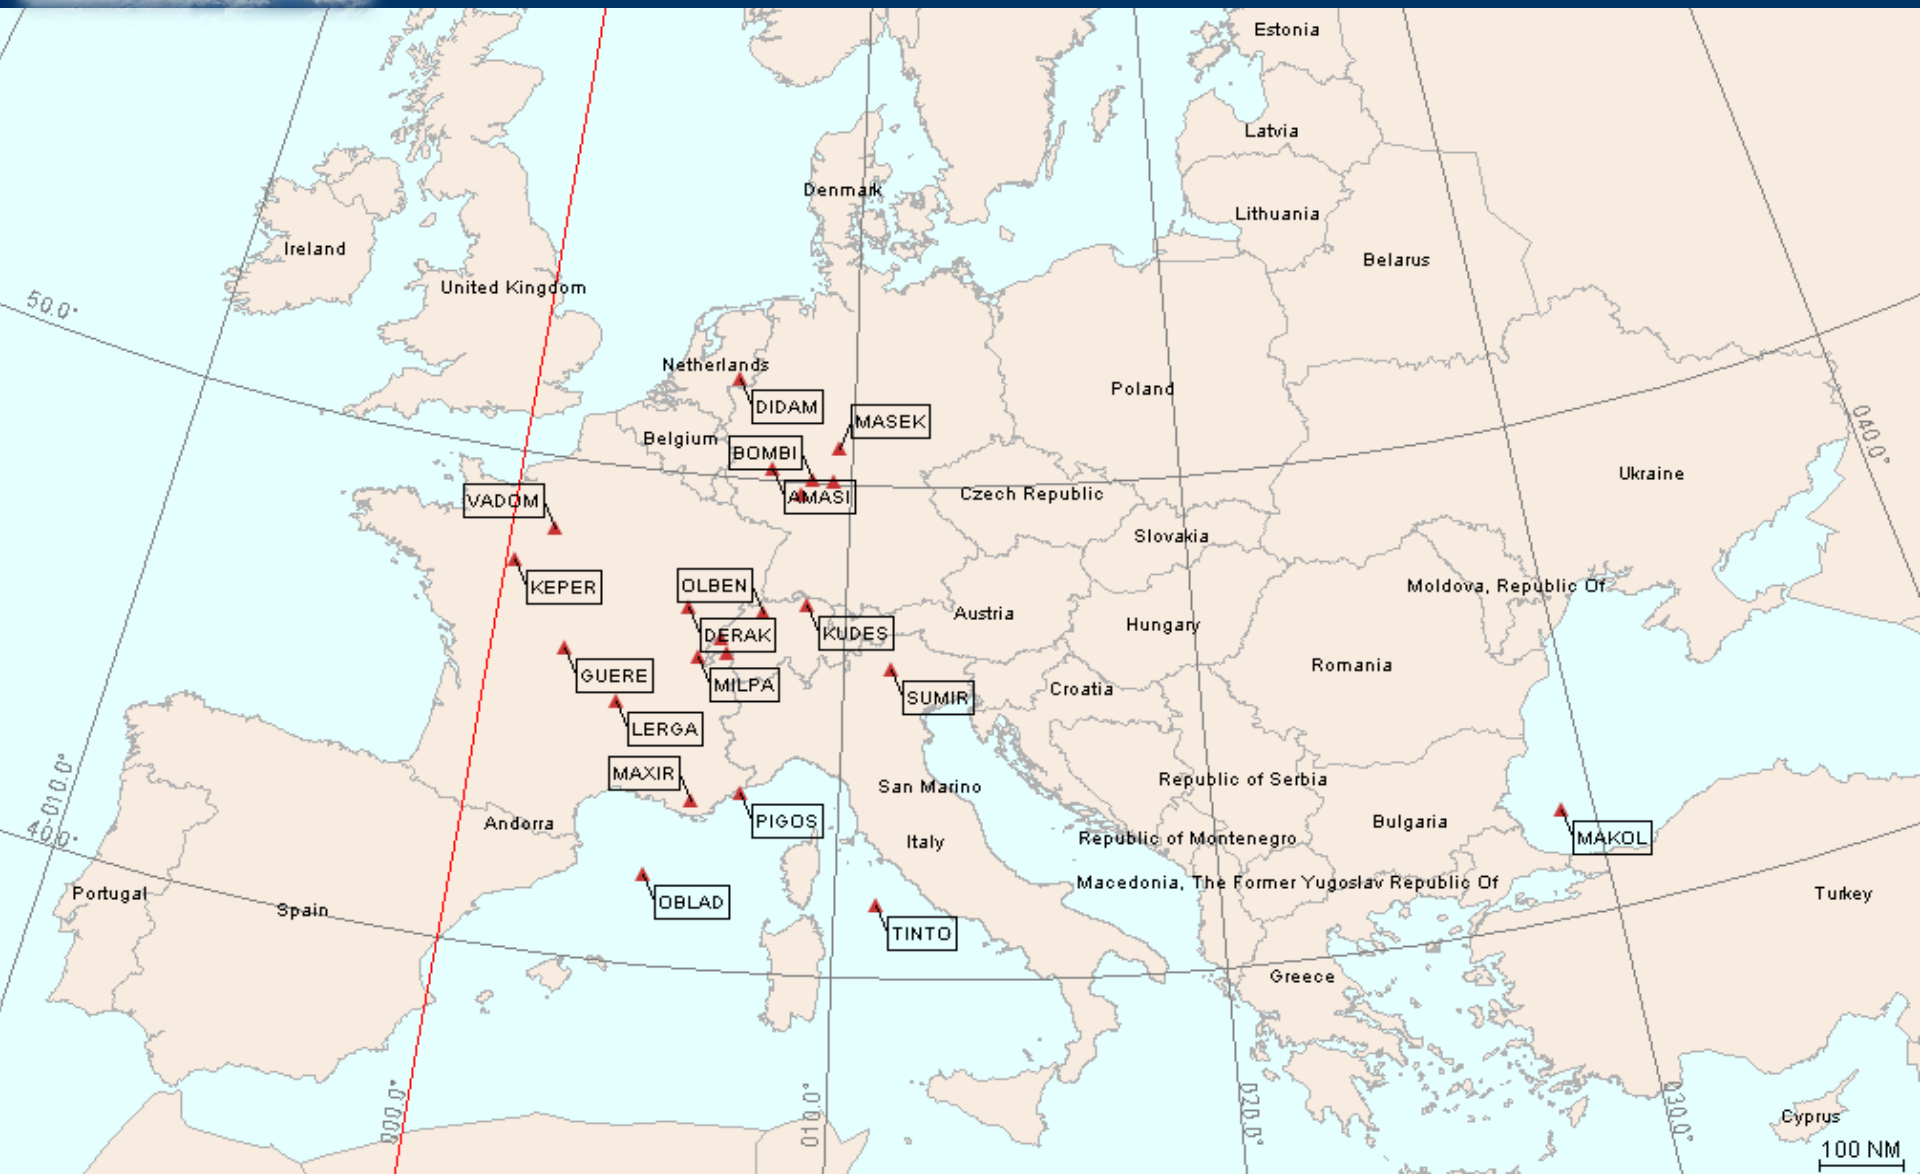 Estonia
Latvia
Denmark
Lithuania
Ireland
Belarus
United Kingdom
50.0°
Netherlands
Poland
DIDAM
MASEK
040.0°
Belgium
BOMBI
Ukraine
VADOM
AMASI
Czech Republic
Slovakia
KEPER
OLBEN
Moldova, Republic Of
Austria
Hungary
DERAK
KUDES
Romania
GUERE
MILPA
Croatia
SUMIR
LERGA
MAXIR
-010.0°
San Marino
Republic of Serbia
PIGOS
Andorra
Bulgaria
40.0°
Italy
Republic of Montenegro
MAKOL
Macedonia, The Former Yugoslav Republic Of
Portugal
Spain
OBLAD
Turkey
TINTO
Greece
000.0°
010.0°
020.0°
030.0°
Cyprus
100 NM